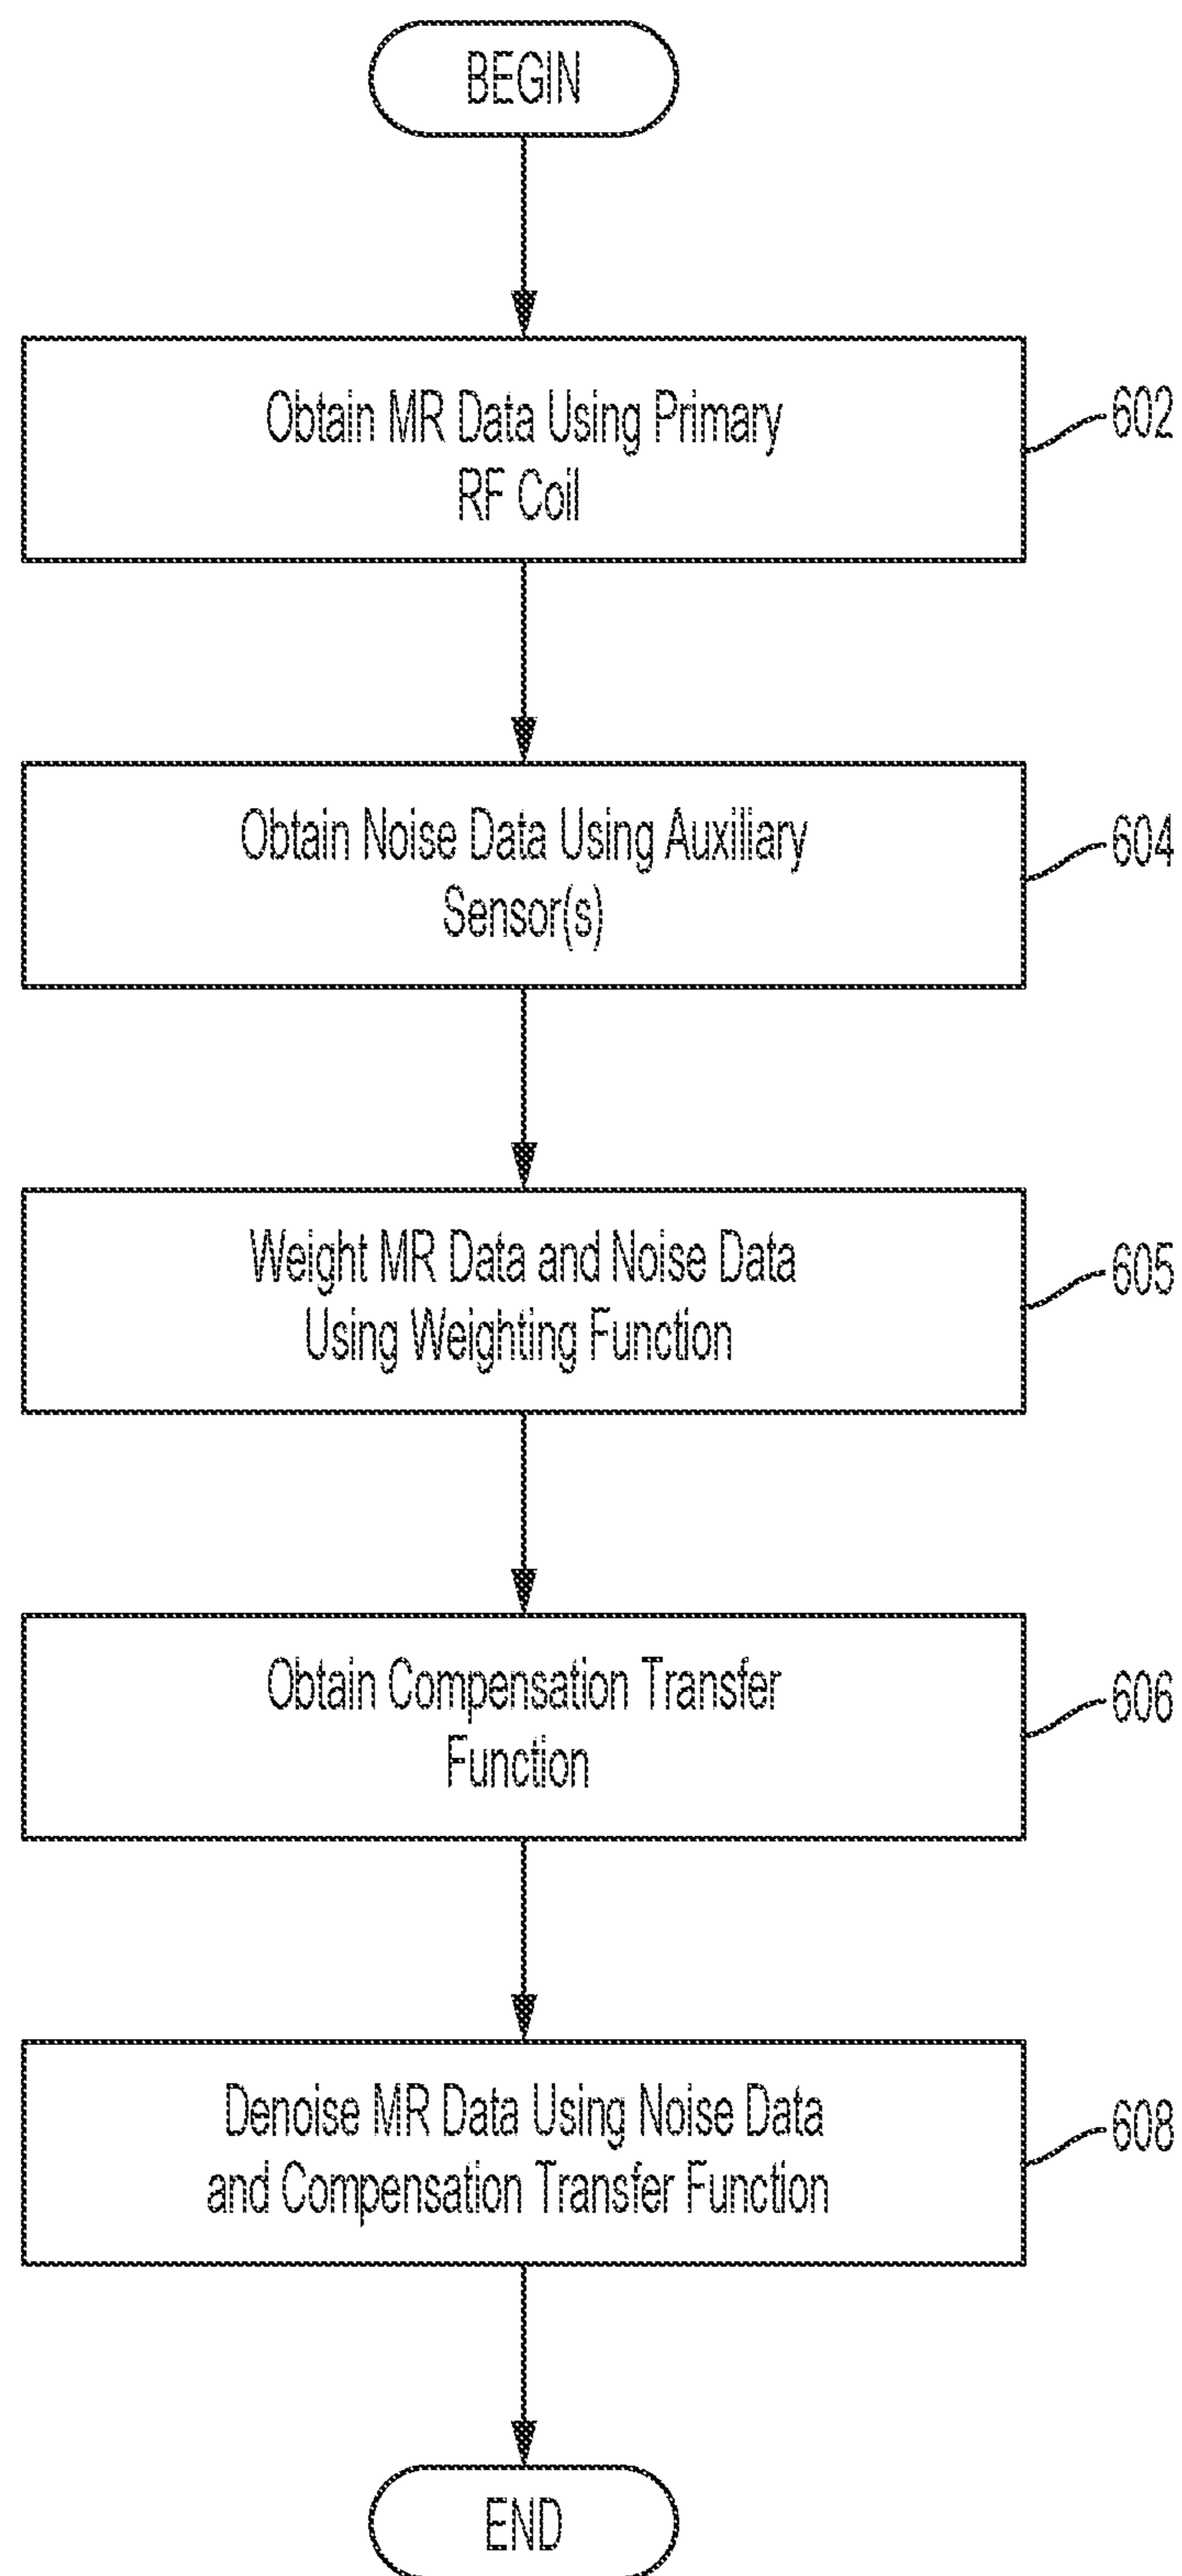 BEGIN
Obtain MR Data Using Primary
RF Coil
602
Obtain Noise Data Using Auxiliary
Sensor(s)
604
Weight MR Data and Noise Data
Using Weighting Function
605
Obtain Compensation Transfer
Function
606
Denoise MR Data Using Noise Data
and Compensation Transfer Function
608
END